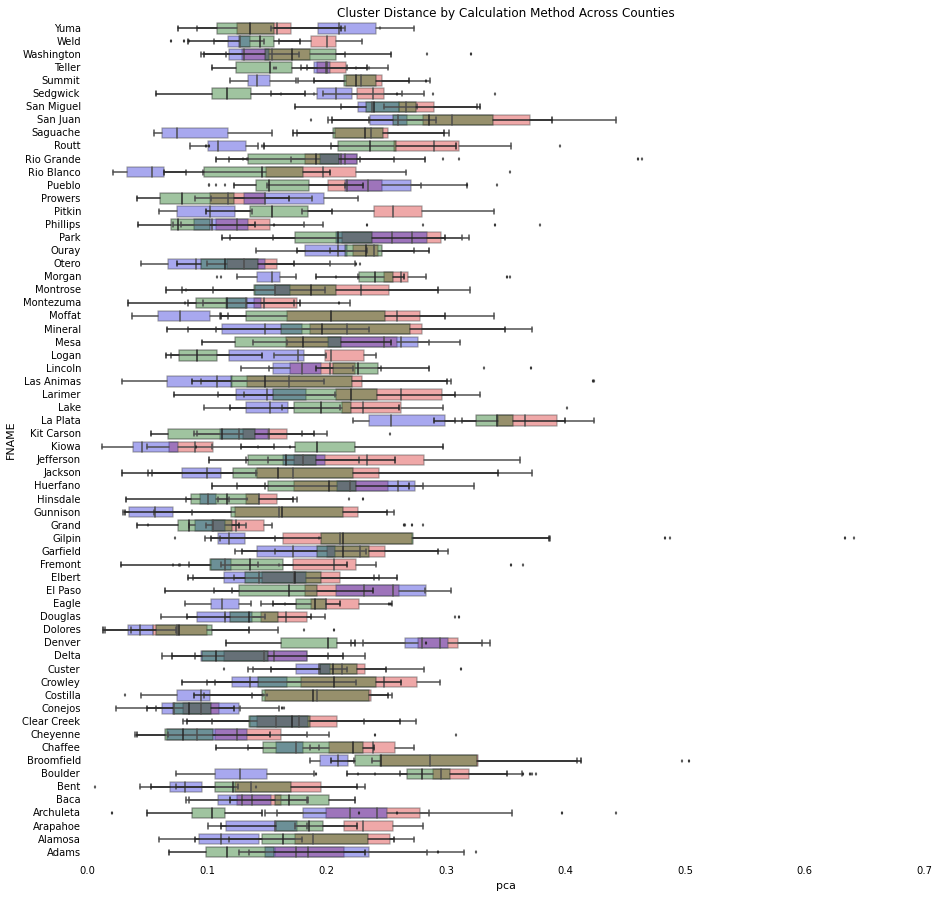 Cluster Distance by Calculation Method Across Counties
Yuma
Weld
Washington
Teller
Summit
Sedgwick
San Miguel
San Juan
Saguache
Routt
Rio Grande
Rio Blanco
Pueblo
Prowers
Pitkin
Phillips
Park
Ouray
Otero
Morgan
Montrose
Montezuma
Moffat
Mineral
Mesa
Logan
Lincoln
Las Animas
Larimer
Lake
La Plata
Kit Carson
Kiowa
Jefferson
Jackson
Huerfano
Hinsdale
Gunnison
Grand
Gilpin
Garfield
Fremont
Elbert
El Paso
Eagle
Douglas
Dolores
Denver
Delta
Custer
Crowley
Costilla
Conejos
Clear Creek
Cheyenne
Chaffee
Broomfield
Boulder
Bent
Baca
Archuleta
Arapahoe
Alamosa
Adams
FNAME
0.0 0.1 0.2 0.3 0.4 0.5 0.6 0.7
pca